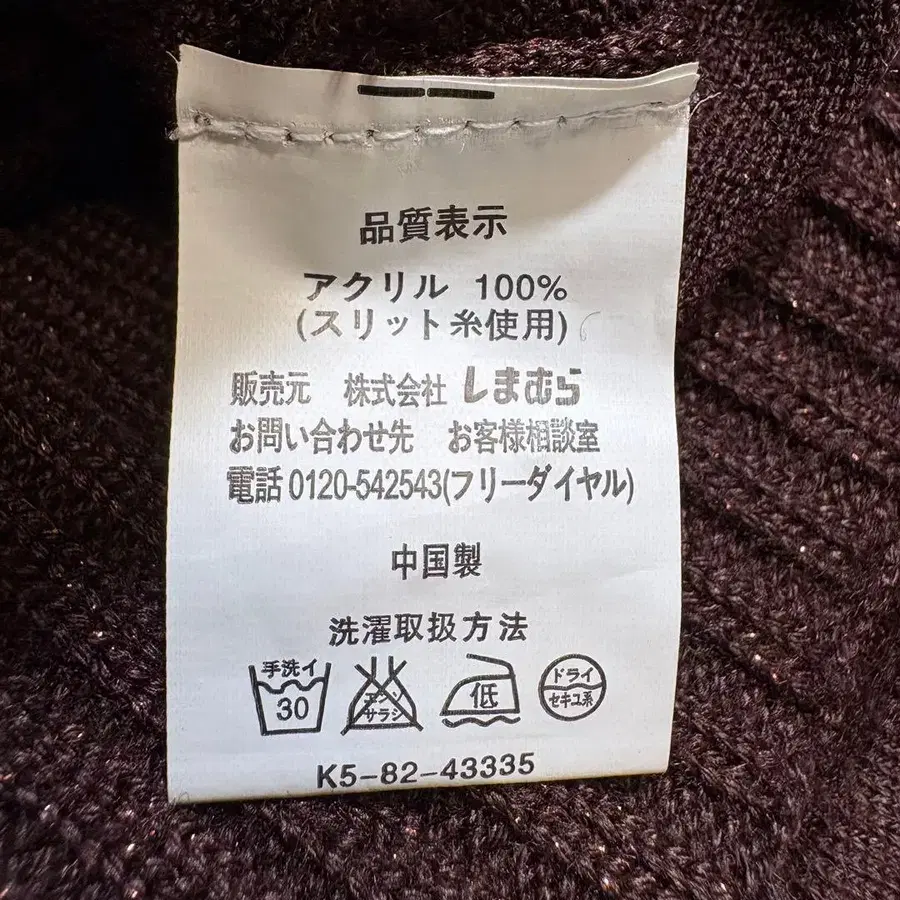 品質表示
アクリル 100%
(スリット糸使用)
販売元 株式会社 しまむら
お問い合わせ先 お客様相談室
電話 0120-542543(フリーダイヤル)
中国製
洗濯取扱方法
手洗イ
30
エンソ
サラシ
低
ドライ
セキユ系
K5-82-43335